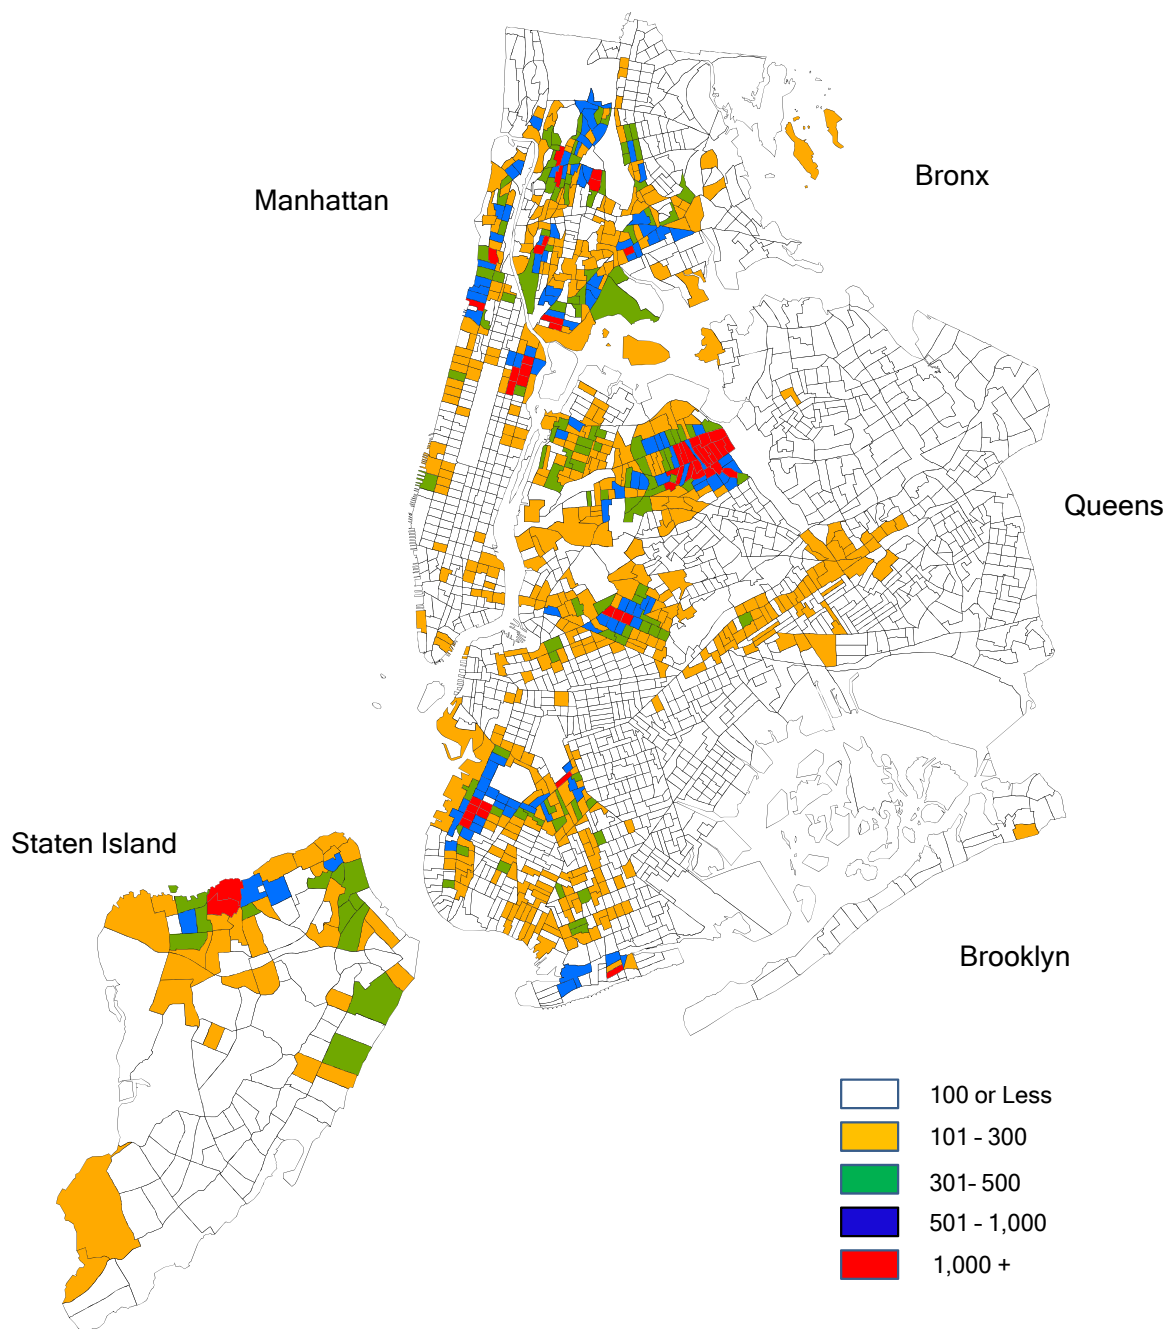 Manhattan
Bronx
Queens
Staten Island
Brooklyn
100 or Less
101 - 300
301- 500
501 - 1,000
1,000 +